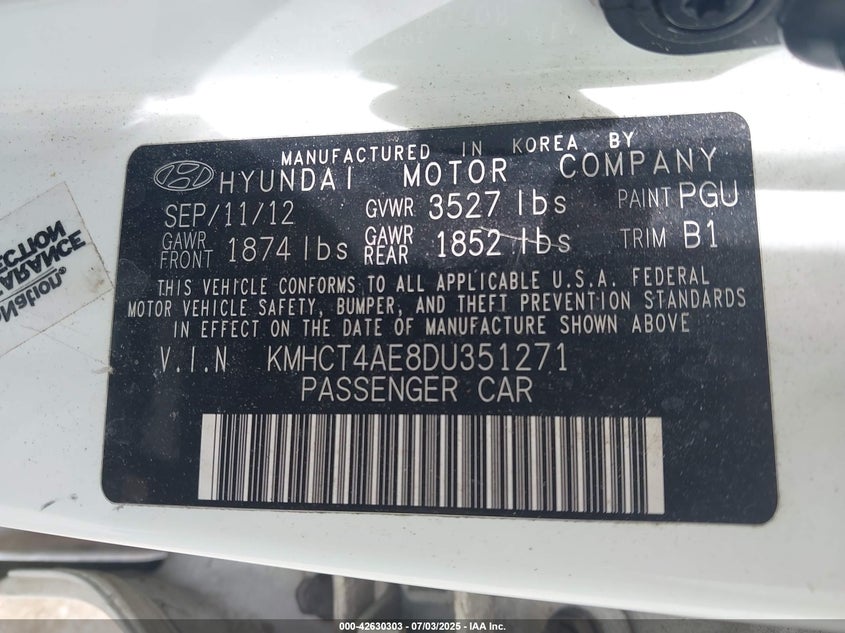 MANUFACTURED IN KOREA BY
HYUNDAI MOTOR COMPANY
SEP/11/12 GVWR 3527 lbs PAINT PGU
GAWR FRONT 1874 lbs GAWR REAR 1852 lbs TRIM B1
THIS VEHICLE CONFORMS TO ALL APPLICABLE U.S.A. FEDERAL
MOTOR VEHICLE SAFETY, BUMPER, AND THEFT PREVENTION STANDARDS
IN EFFECT ON THE DATE OF MANUFACTURE SHOWN ABOVE
V.I.N KMHCT4AE8DU351271
PASSENGER CAR
000-42630303 - 07/03/2025 - IAA Inc.